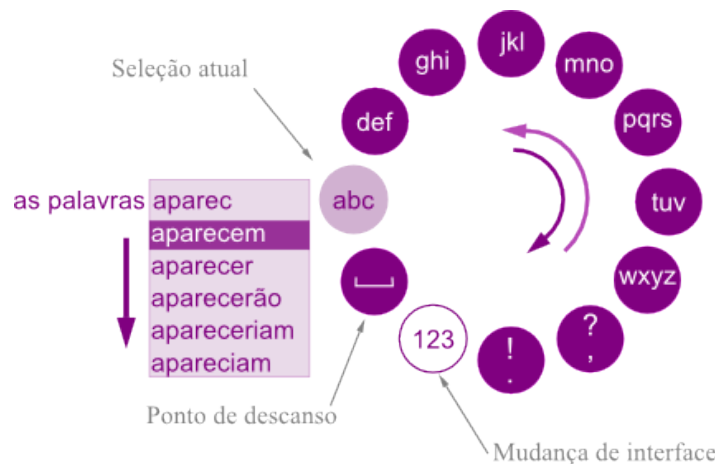 jkl
ghi
mno
Seleção atual
def
pqrs
as palavras aparec
abc
tuv
aparecem
aparecer
aparecerão
apareceriam
apareciam
wxyz
123
!
.
?
,
Ponto de descanso
Mudança de interface